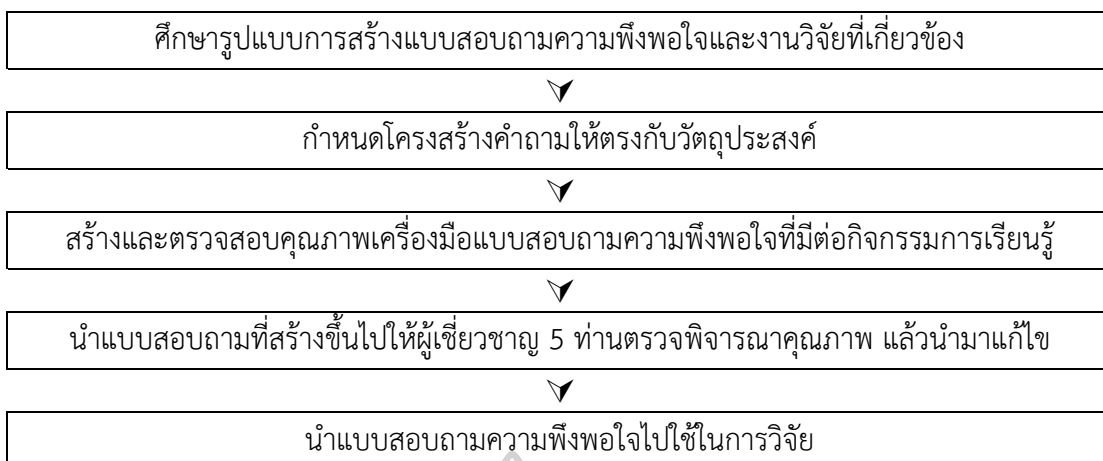 ศึกษารูปแบบการสร้างแบบสอบถามความพึงพอใจและงานวิจัยที่เกี่ยวข้อง
กำหนดโครงสร้างคำถามให้ตรงกับวัตถุประสงค์
สร้างและตรวจสอบคุณภาพเครื่องมือแบบสอบถามความพึงพอใจที่มีต่อกิจกรรมการเรียนรู้
นำแบบสอบถามที่สร้างขึ้นไปให้ผู้เชี่ยวชาญ 5 ท่านตรวจพิจารณาคุณภาพ แล้วนำมาแก้ไข
นำแบบสอบถามความพึงพอใจไปใช้ในการวิจัย